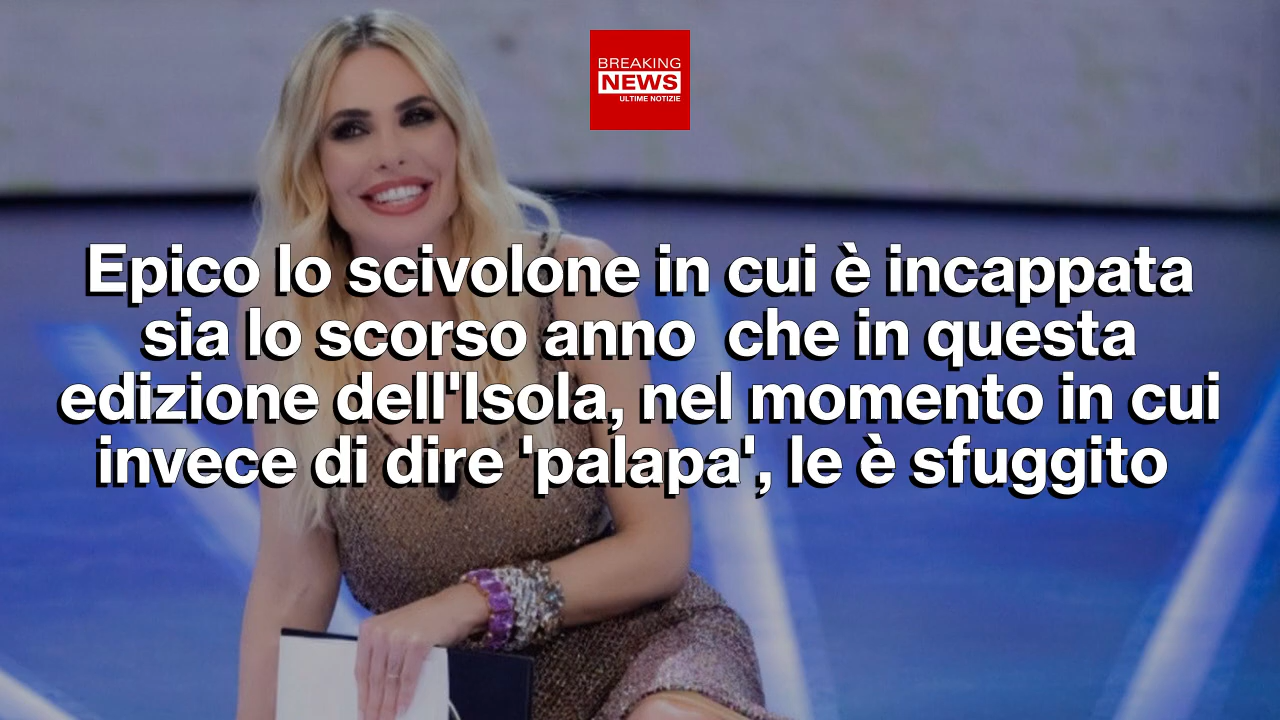 BREAKING
NEWS
ULTIME NOTIZIE
Epico lo scivolone in cui è incappata
sia lo scorso anno  che in questa
edizione dell'Isola, nel momento in cui
invece di dire 'palapa', le è sfuggito